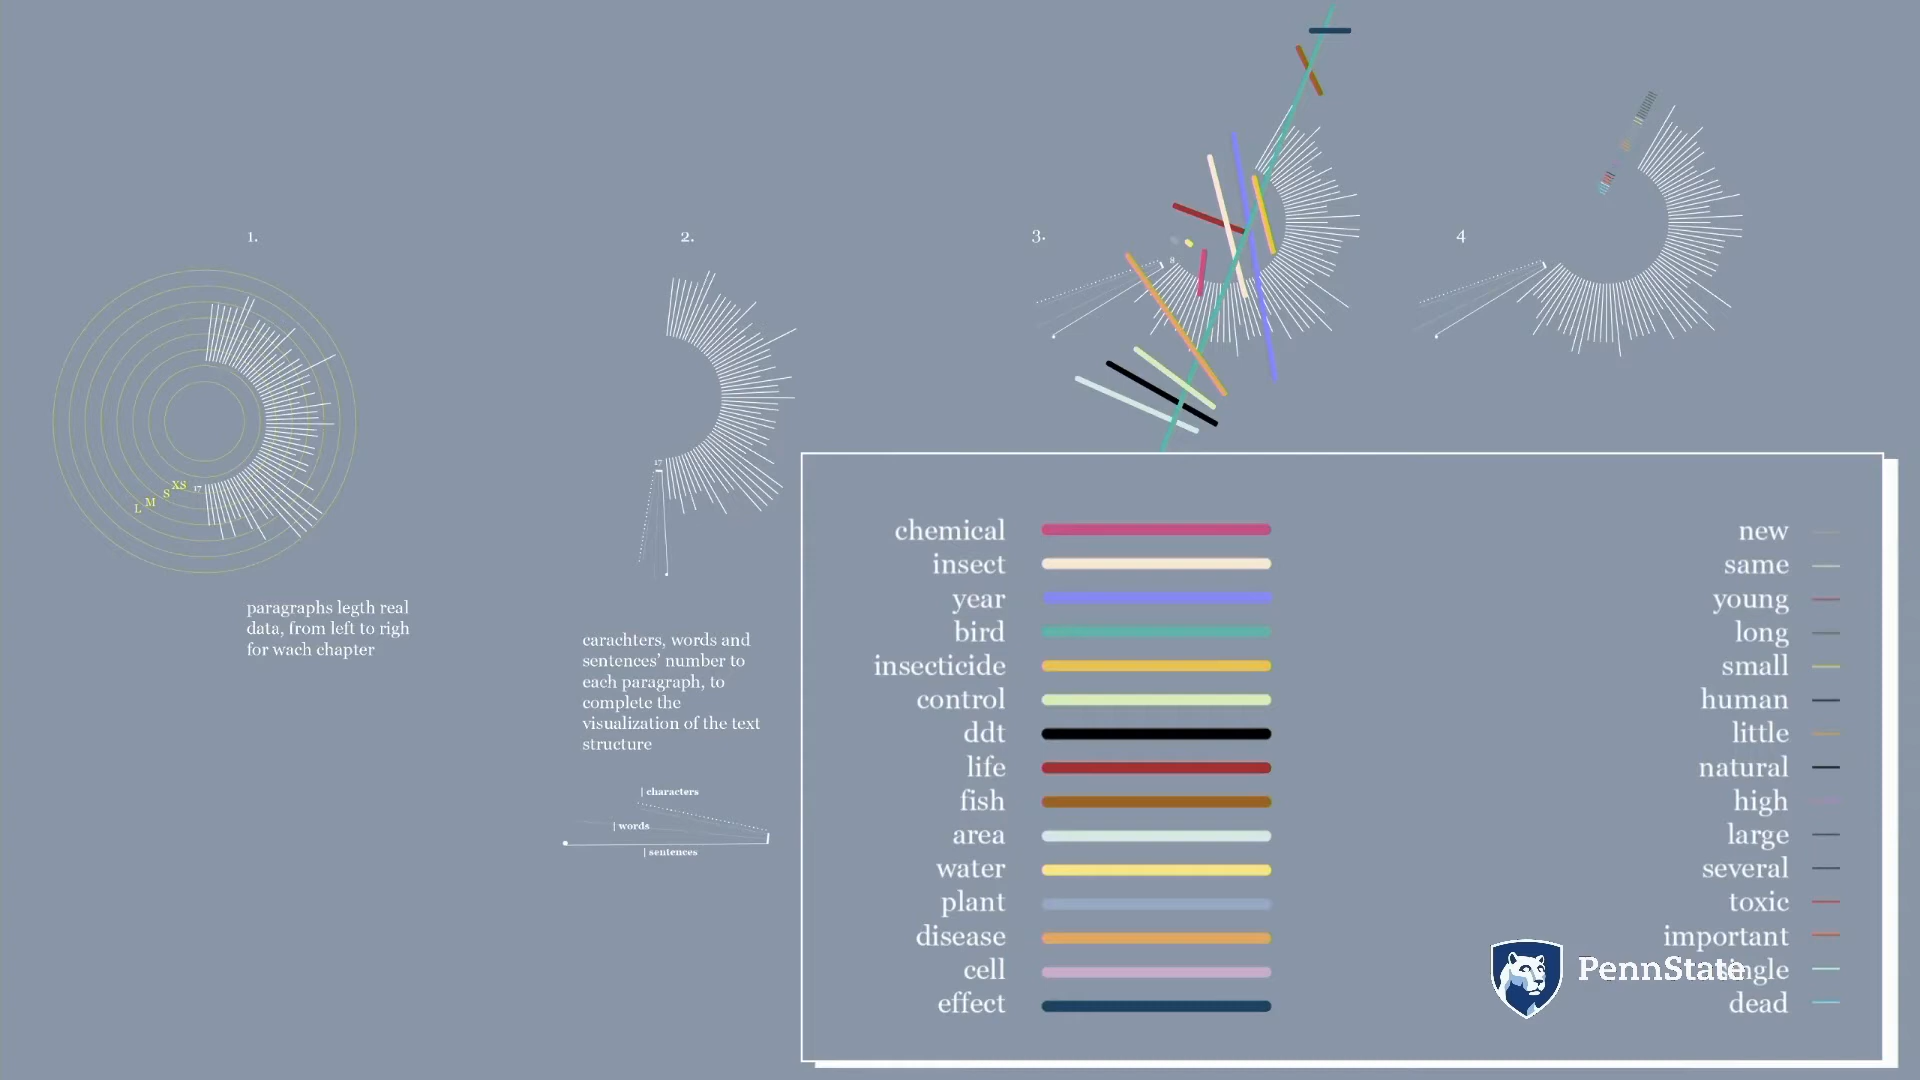 1.
2.
3.
4
17
XS
S
M
L
17
8
paragraphs legth real
data, from left to righ
for wach chapter
carachters, words and
sentences' number to
each paragraph, to
complete the
visualization of the text
structure
| characters
| words
| sentences
chemical
insect
year
bird
insecticide
control
ddt
life
fish
area
water
plant
disease
cell
effect
new
same
young
long
small
human
little
natural
high
large
several
toxic
important
dead
PennState